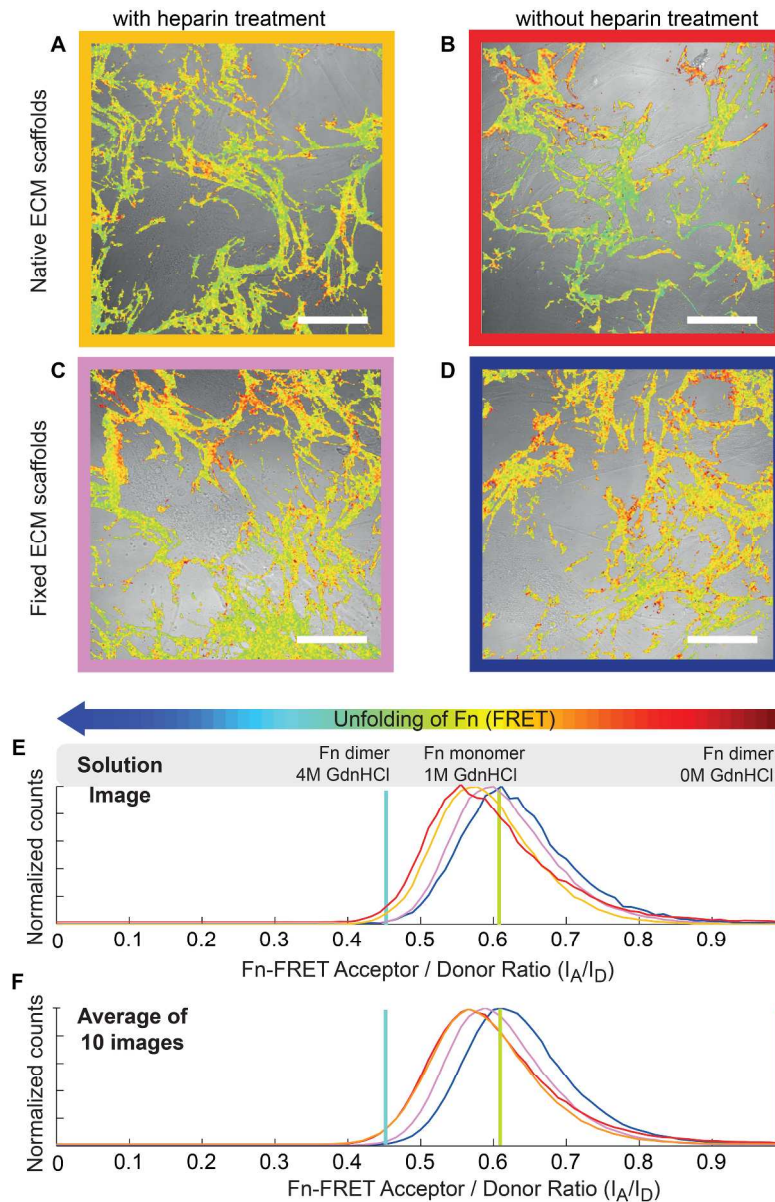 with heparin treatment
without heparin treatment
A
B
Native ECM scaffolds
C
D
Fixed ECM scaffolds
Unfolding of Fn (FRET)
E
Solution
Fn dimer
4M GdnHCl
Fn monomer
1M GdnHCl
Fn dimer
0M GdnHCl
Image
Normalized counts
0 0.1 0.2 0.3 0.4 0.5 0.6 0.7 0.8 0.9
Fn-FRET Acceptor / Donor Ratio (I_A/I_D)
F
Average of
10 images
Normalized counts
0 0.1 0.2 0.3 0.4 0.5 0.6 0.7 0.8 0.9
Fn-FRET Acceptor / Donor Ratio (I_A/I_D)